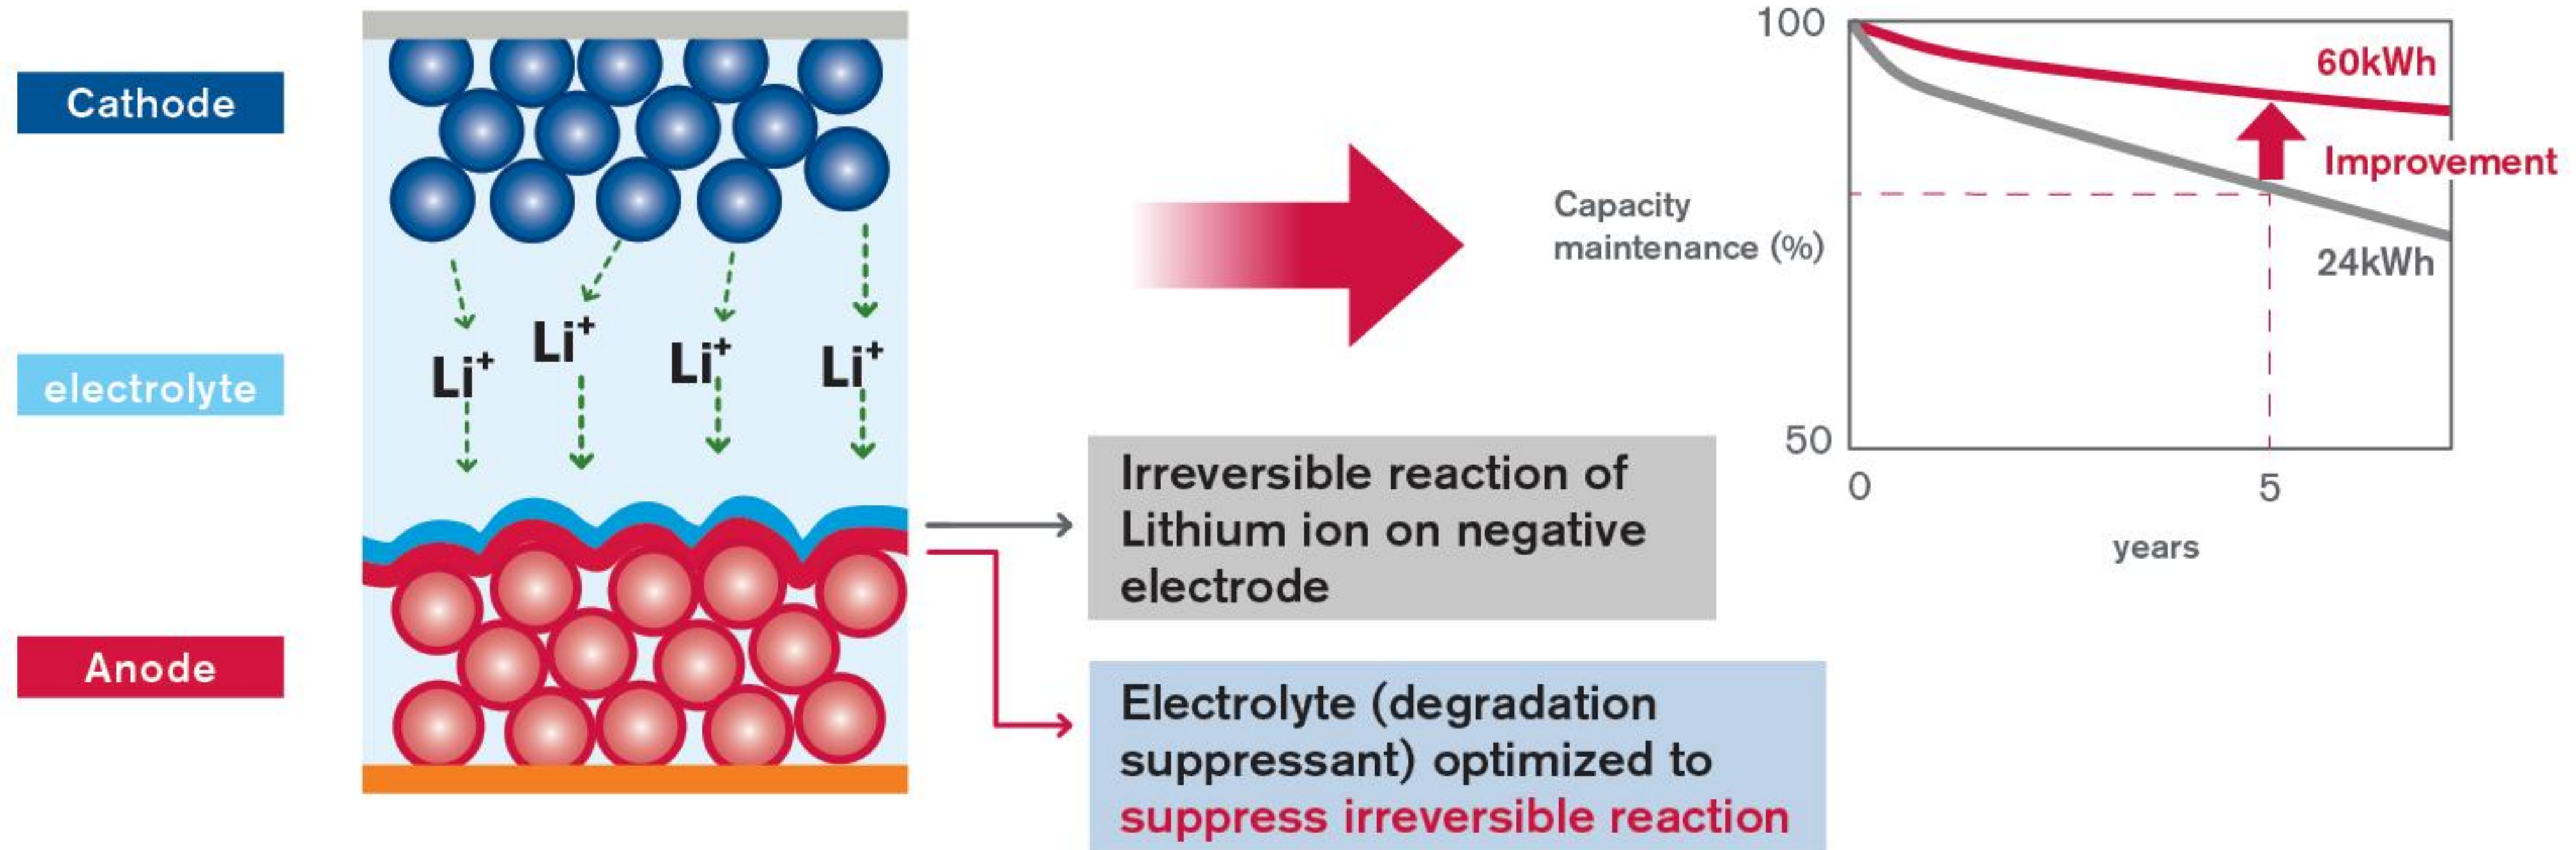 Cathode
electrolyte
Anode
Li⁺
Li⁺
Li⁺
Li⁺
Irreversible reaction of
Lithium ion on negative
electrode
Electrolyte (degradation
suppressant) optimized to
suppress irreversible reaction
100
60kWh
Improvement
Capacity
maintenance (%)
24kWh
50
0
5
years